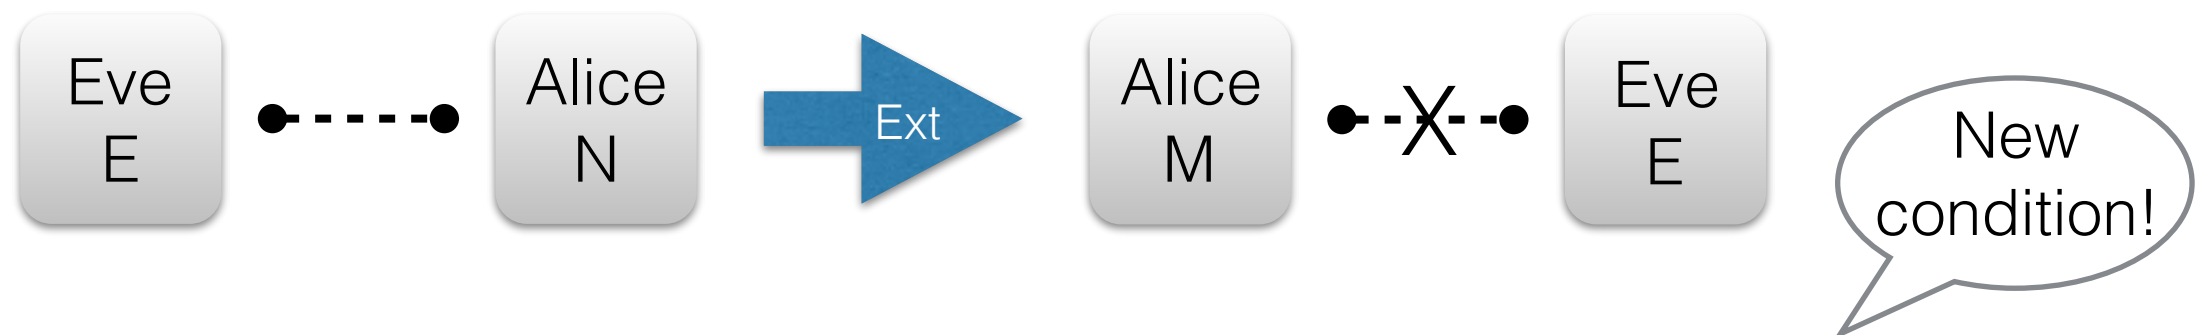 Eve
E
Alice
N
Ext
Alice
M
X
Eve
E
New
condition!